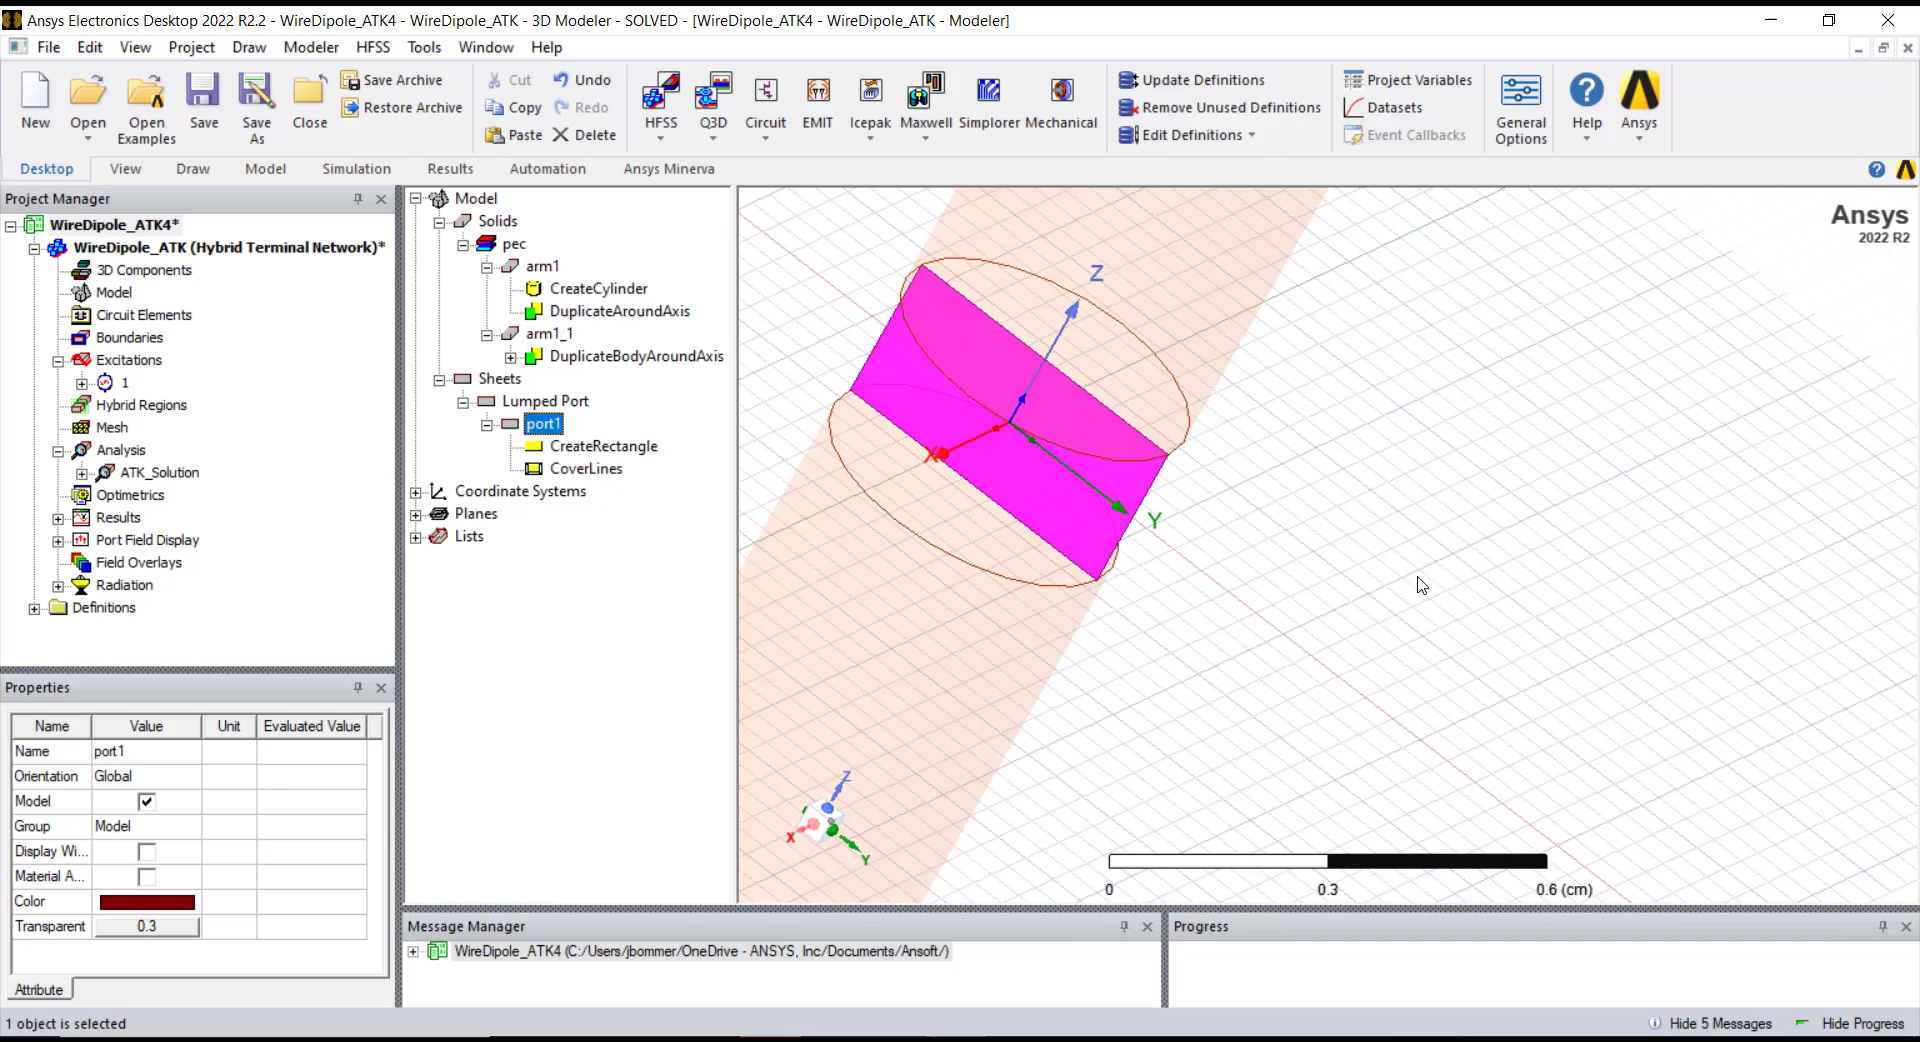 Ansys Electronics Desktop 2022 R2.2 - WireDipole_ATK4 - WireDipole_ATK - 3D Modeler - SOLVED - [WireDipole_ATK4 - WireDipole_ATK - Modeler]
File Edit View Project Draw Modeler HFSS Tools Window Help
New
Open
Open Examples
Save
Save As
Close
Save Archive
Restore Archive
Cut
Copy
Paste
Undo
Redo
Delete
HFSS
Q3D
Circuit
EMIT
Icepak
Maxwell
Simplorer
Mechanical
Update Definitions
Remove Unused Definitions
Edit Definitions
Project Variables
Datasets
Event Callbacks
General Options
Help
Ansys
Desktop View Draw Model Simulation Results Automation Ansys Minerva
Project Manager
WireDipole_ATK4*
WireDipole_ATK (Hybrid Terminal Network)*
3D Components
Model
Circuit Elements
Boundaries
Excitations
1
Hybrid Regions
Mesh
Analysis
ATK_Solution
Optimetrics
Results
Port Field Display
Field Overlays
Radiation
Definitions
Properties
Name Value Unit Evaluated Value
Name port1
Orientation Global
Model
Group Model
Display Wi...
Material A...
Color
Transparent 0.3
Attribute
Model
Solids
pec
arm1
CreateCylinder
DuplicateAroundAxis
arm1_1
DuplicateBodyAroundAxis
Sheets
Lumped Port
port1
CreateRectangle
CoverLines
Coordinate Systems
Planes
Lists
Ansys
2022 R2
Z
X
Y
Z
X
Y
0 0.3 0.6 (cm)
Message Manager
WireDipole_ATK4 (C:/Users/jbommer/OneDrive - ANSYS, Inc/Documents/Ansoft/)
Progress
1 object is selected
Hide 5 Messages
Hide Progress